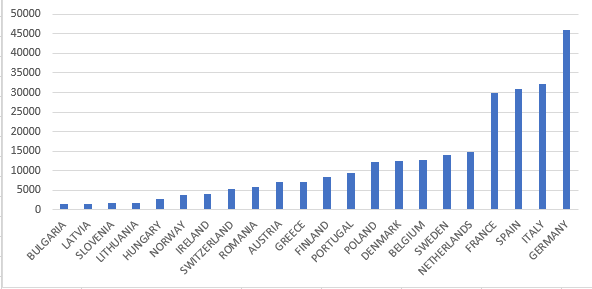 50000
45000
40000
35000
30000
25000
20000
15000
10000
5000
0
BULGARIA
LATVIA
SLOVENIA
LITHUANIA
HUNGARY
NORWAY
IRELAND
SWITZERLAND
ROMANIA
AUSTRIA
GREECE
FINLAND
PORTUGAL
POLAND
DENMARK
BELGIUM
SWEDEN
NETHERLANDS
FRANCE
SPAIN
ITALY
GERMANY